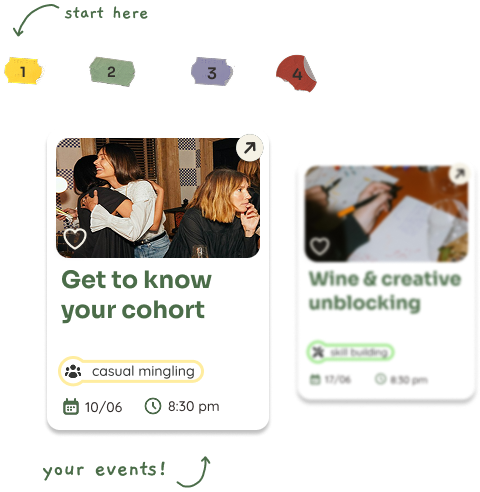 start here
1
2
3
4
Get to know
your cohort
casual mingling
10/06
8:30 pm
Wine & creative
unblocking
skill building
17/06
8:30 pm
your events!